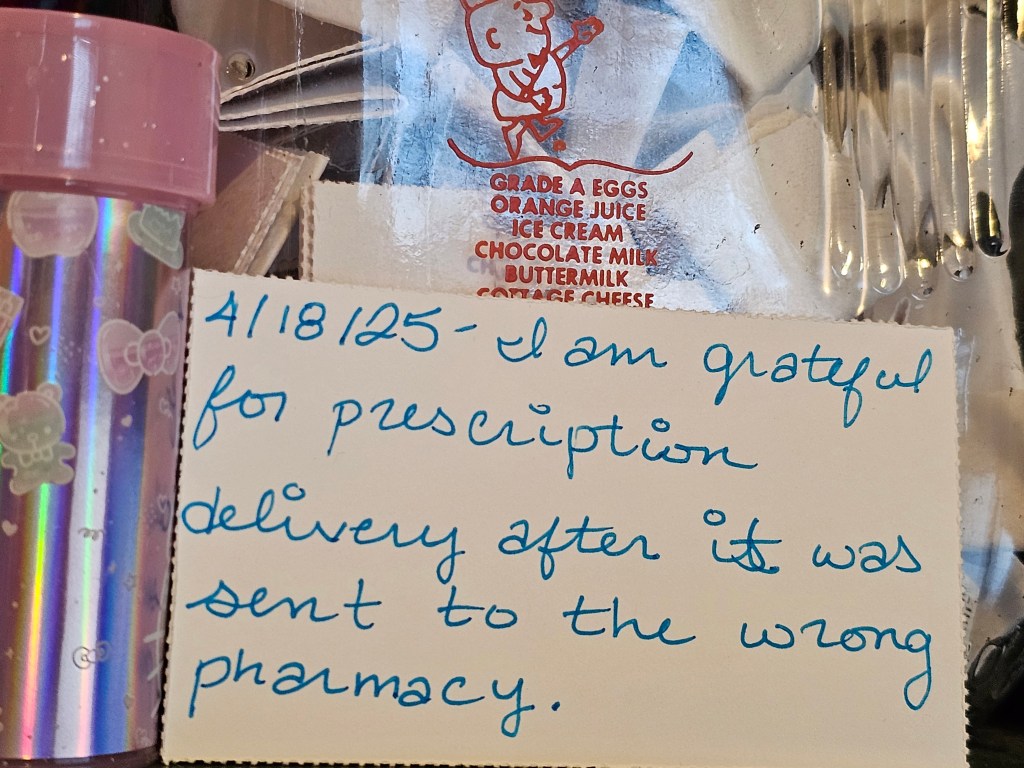 GRADE A EGGS
ORANGE JUICE
ICE CREAM
CHOCOLATE MILK
BUTTERMILK
COTTAGE CHEESE
4/18/25 - I am grateful
for prescription
delivery after it was
sent to the wrong
pharmacy.